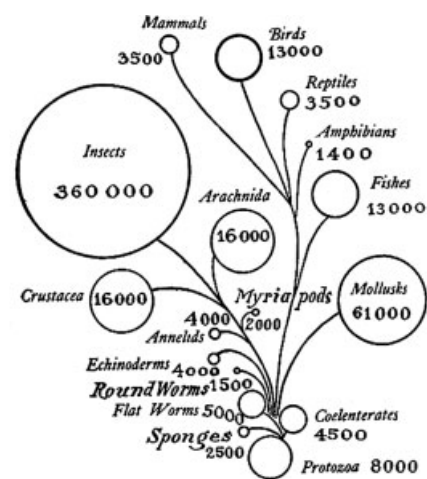 Mammals
3500
Birds
13000
Reptiles
3500
Amphibians
1400
Insects
360 000
Arachnida
16000
Fishes
13000
Crustacea
16000
Myriapods
2000
Mollusks
61000
4000
Annelids
Echinoderms
4000
1500
Round Worms
Flat Worms 5000
Coelenterates
4500
Sponges
2500
Protozoa 8000